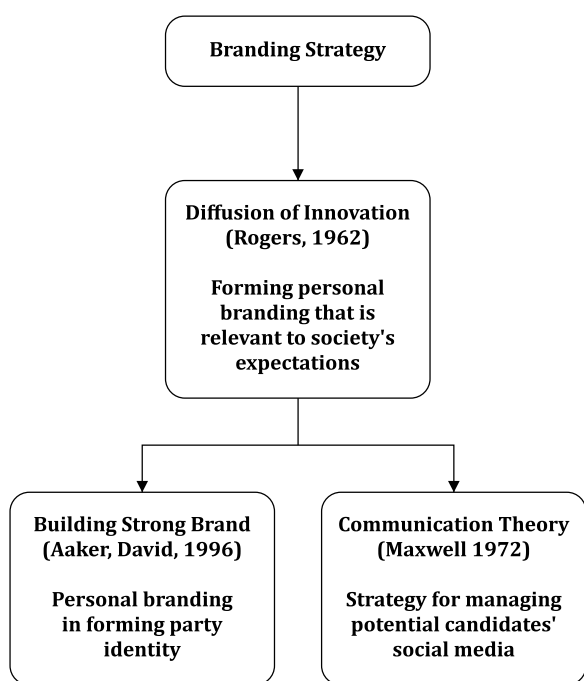 Branding Strategy
Diffusion of Innovation
(Rogers, 1962)
Forming personal
branding that is
relevant to society's
expectations
Building Strong Brand
(Aaker, David, 1996)
Personal branding
in forming party
identity
Communication Theory
(Maxwell 1972)
Strategy for managing
potential candidates'
social media